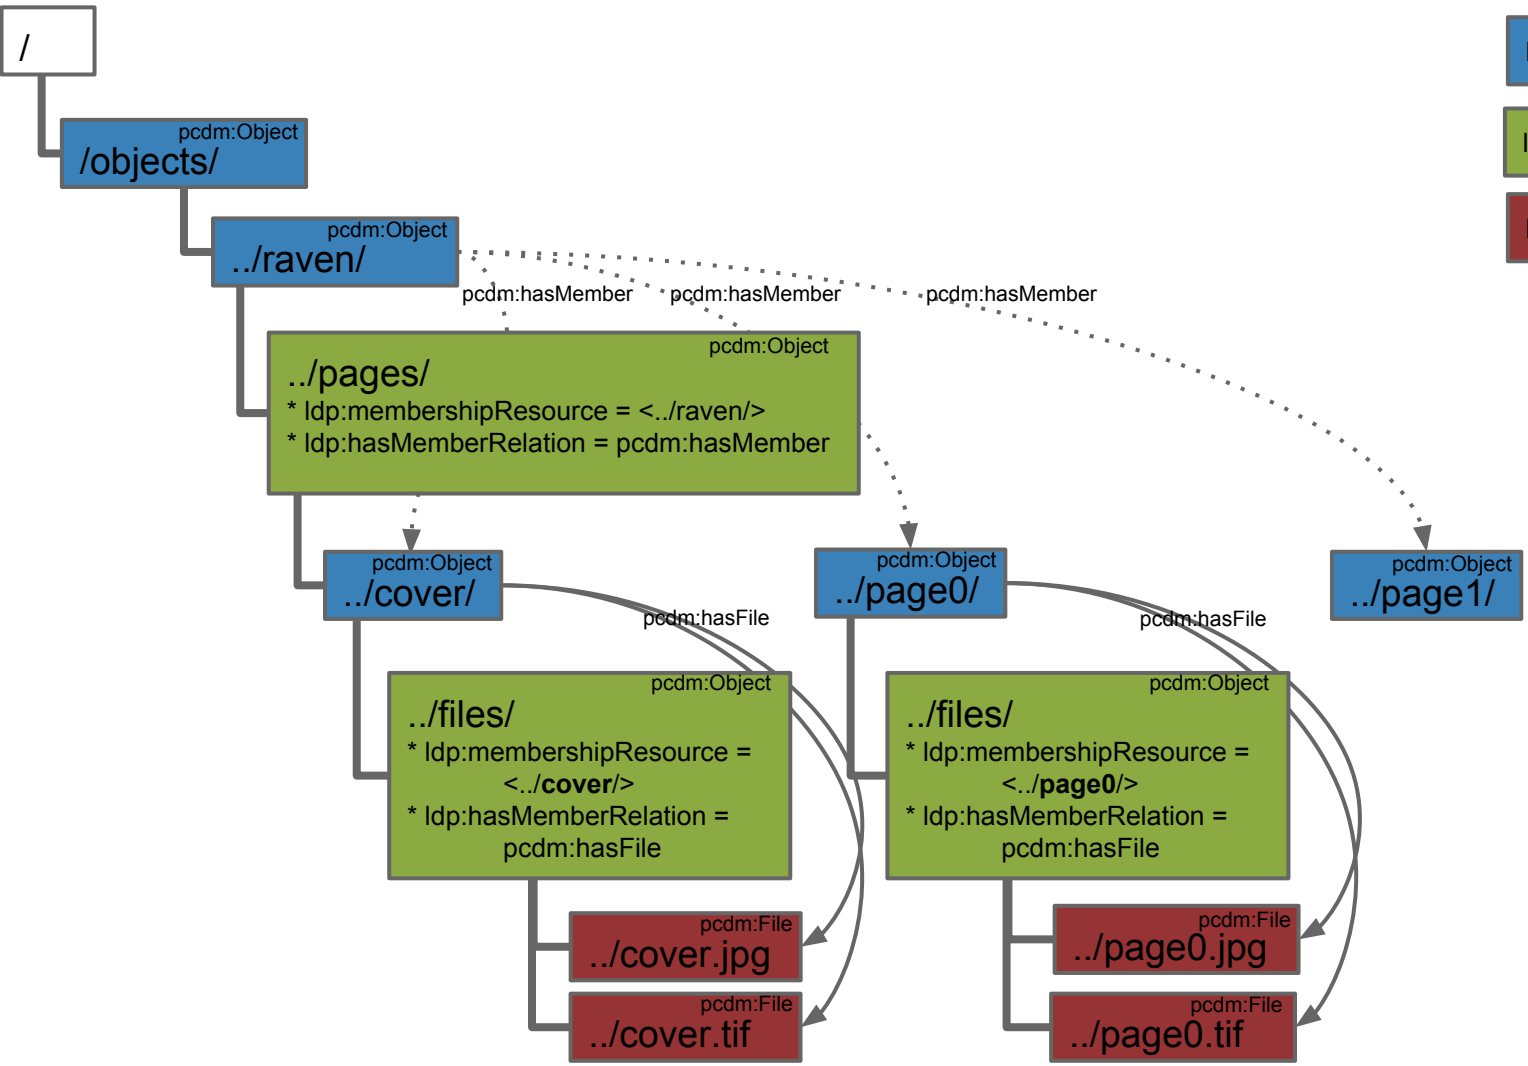 /
pcdm:Object
/objects/
pcdm:Object
../raven/
pcdm:hasMember
pcdm:hasMember
pcdm:hasMember
pcdm:Object
../pages/
* ldp:membershipResource = <../raven/>
* ldp:hasMemberRelation = pcdm:hasMember
pcdm:Object
../cover/
pcdm:Object
../page0/
pcdm:Object
../page1/
pcdm:hasFile
pcdm:hasFile
pcdm:Object
../files/
* ldp:membershipResource =
<../cover/>
* ldp:hasMemberRelation =
pcdm:hasFile
pcdm:Object
../files/
* ldp:membershipResource =
<../page0/>
* ldp:hasMemberRelation =
pcdm:hasFile
pcdm:File
../cover.jpg
pcdm:File
../cover.tif
pcdm:File
../page0.jpg
pcdm:File
../page0.tif